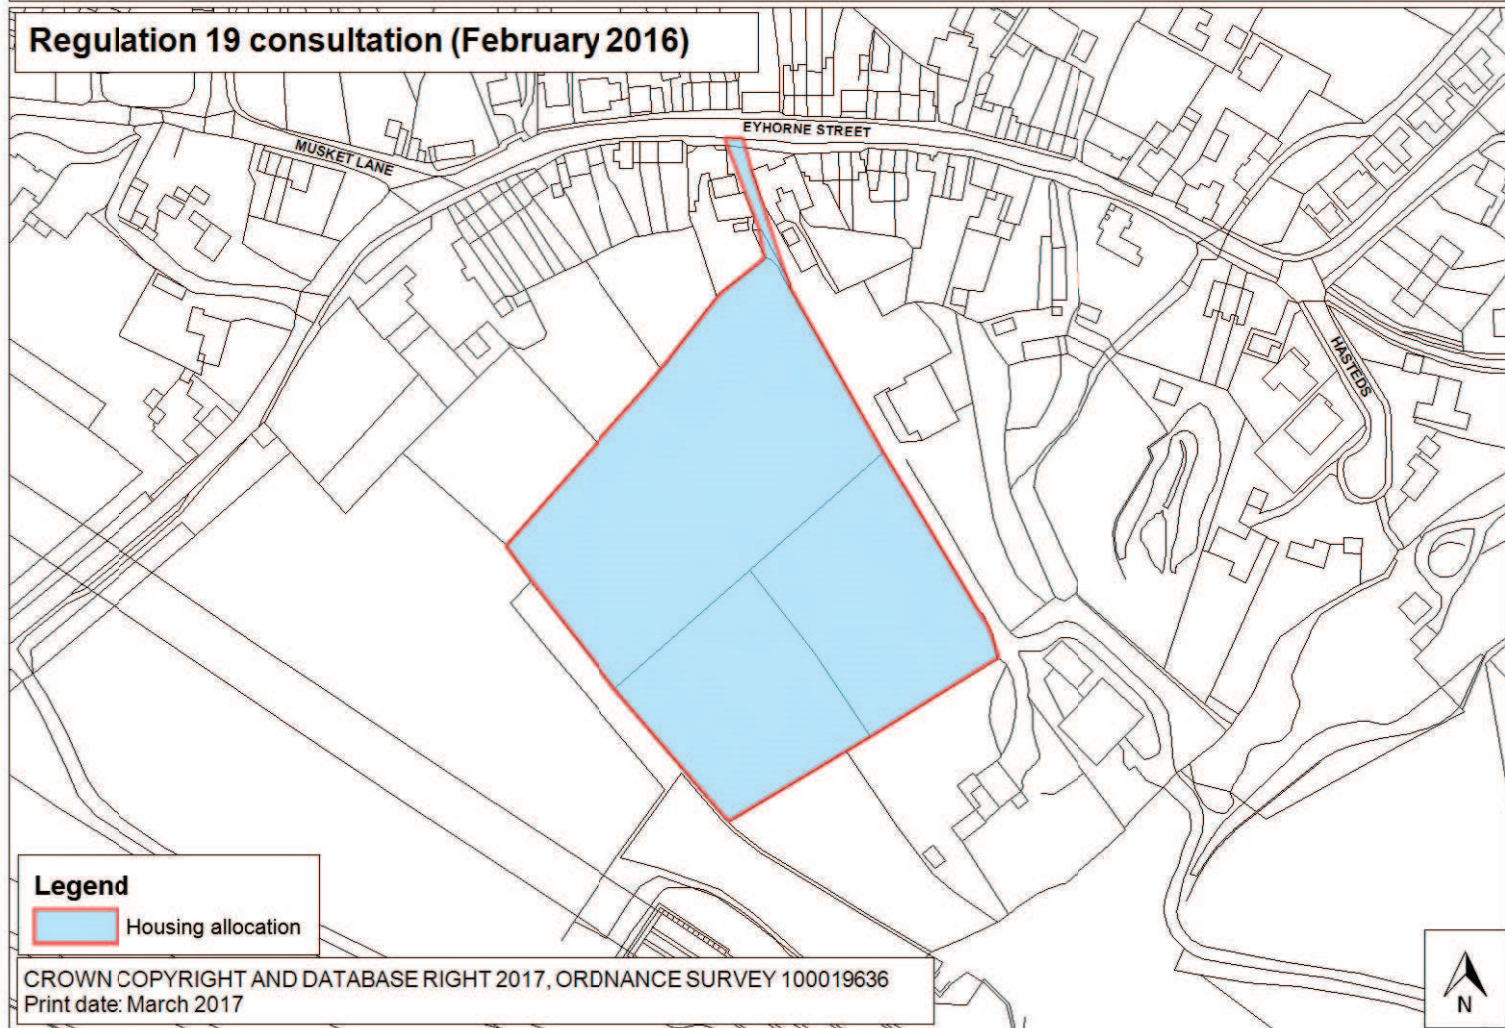 Regulation 19 consultation (February 2016)
EYHORNE STREET
MUSKET LANE
HASTEDS
Legend
Housing allocation
CROWN COPYRIGHT AND DATABASE RIGHT 2017, ORDNANCE SURVEY 100019636
Print date: March 2017
N